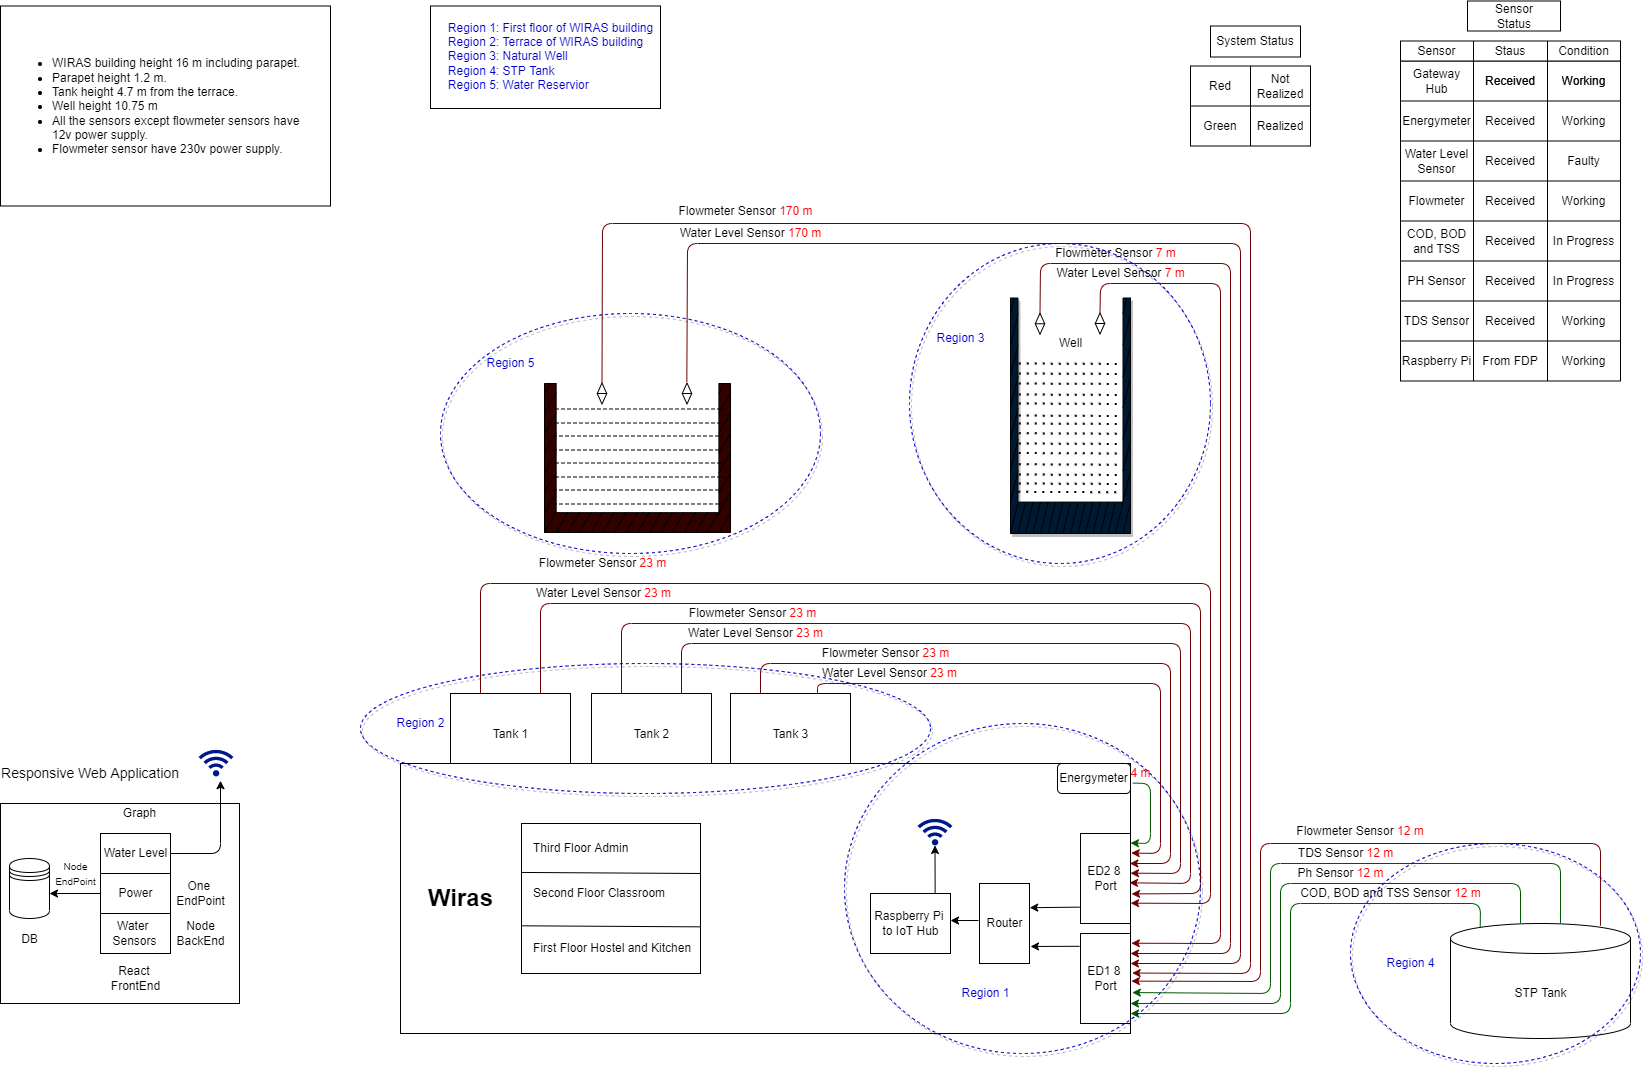 WIRAS building height 16 m including parapet.
Parapet height 1.2 m.
Tank height 4.7 m from the terrace.
Well height 10.75 m
All the sensors except flowmeter sensors have
12v power supply.
Flowmeter sensor have 230v power supply.
Region 1: First floor of WIRAS building
Region 2: Terrace of WIRAS building
Region 3: Natural Well
Region 4: STP Tank
Region 5: Water Reservior
System Status
Red
Not
Realized
Green
Realized
Sensor
Status
Sensor
Staus
Condition
Gateway
Hub
Received
Working
Energymeter
Received
Working
Water Level
Sensor
Received
Faulty
Flowmeter
Received
Working
COD, BOD
and TSS
Received
In Progress
PH Sensor
Received
In Progress
TDS Sensor
Received
Working
Raspberry Pi
From FDP
Working
Flowmeter Sensor 170 m
Water Level Sensor 170 m
Flowmeter Sensor 7 m
Water Level Sensor 7 m
Region 3
Well
Region 5
Flowmeter Sensor 23 m
Water Level Sensor 23 m
Flowmeter Sensor 23 m
Water Level Sensor 23 m
Flowmeter Sensor 23 m
Water Level Sensor 23 m
Region 2
Tank 1
Tank 2
Tank 3
Energymeter
4 m
Responsive Web Application
Graph
Water Level
Node
EndPoint
Power
One
EndPoint
Water
Sensors
Node
BackEnd
DB
React
FrontEnd
Wiras
Third Floor Admin
Second Floor Classroom
First Floor Hostel and Kitchen
Raspberry Pi
to IoT Hub
Router
ED2 8
Port
ED1 8
Port
Region 1
Flowmeter Sensor 12 m
TDS Sensor 12 m
Ph Sensor 12 m
COD, BOD and TSS Sensor 12 m
Region 4
STP Tank